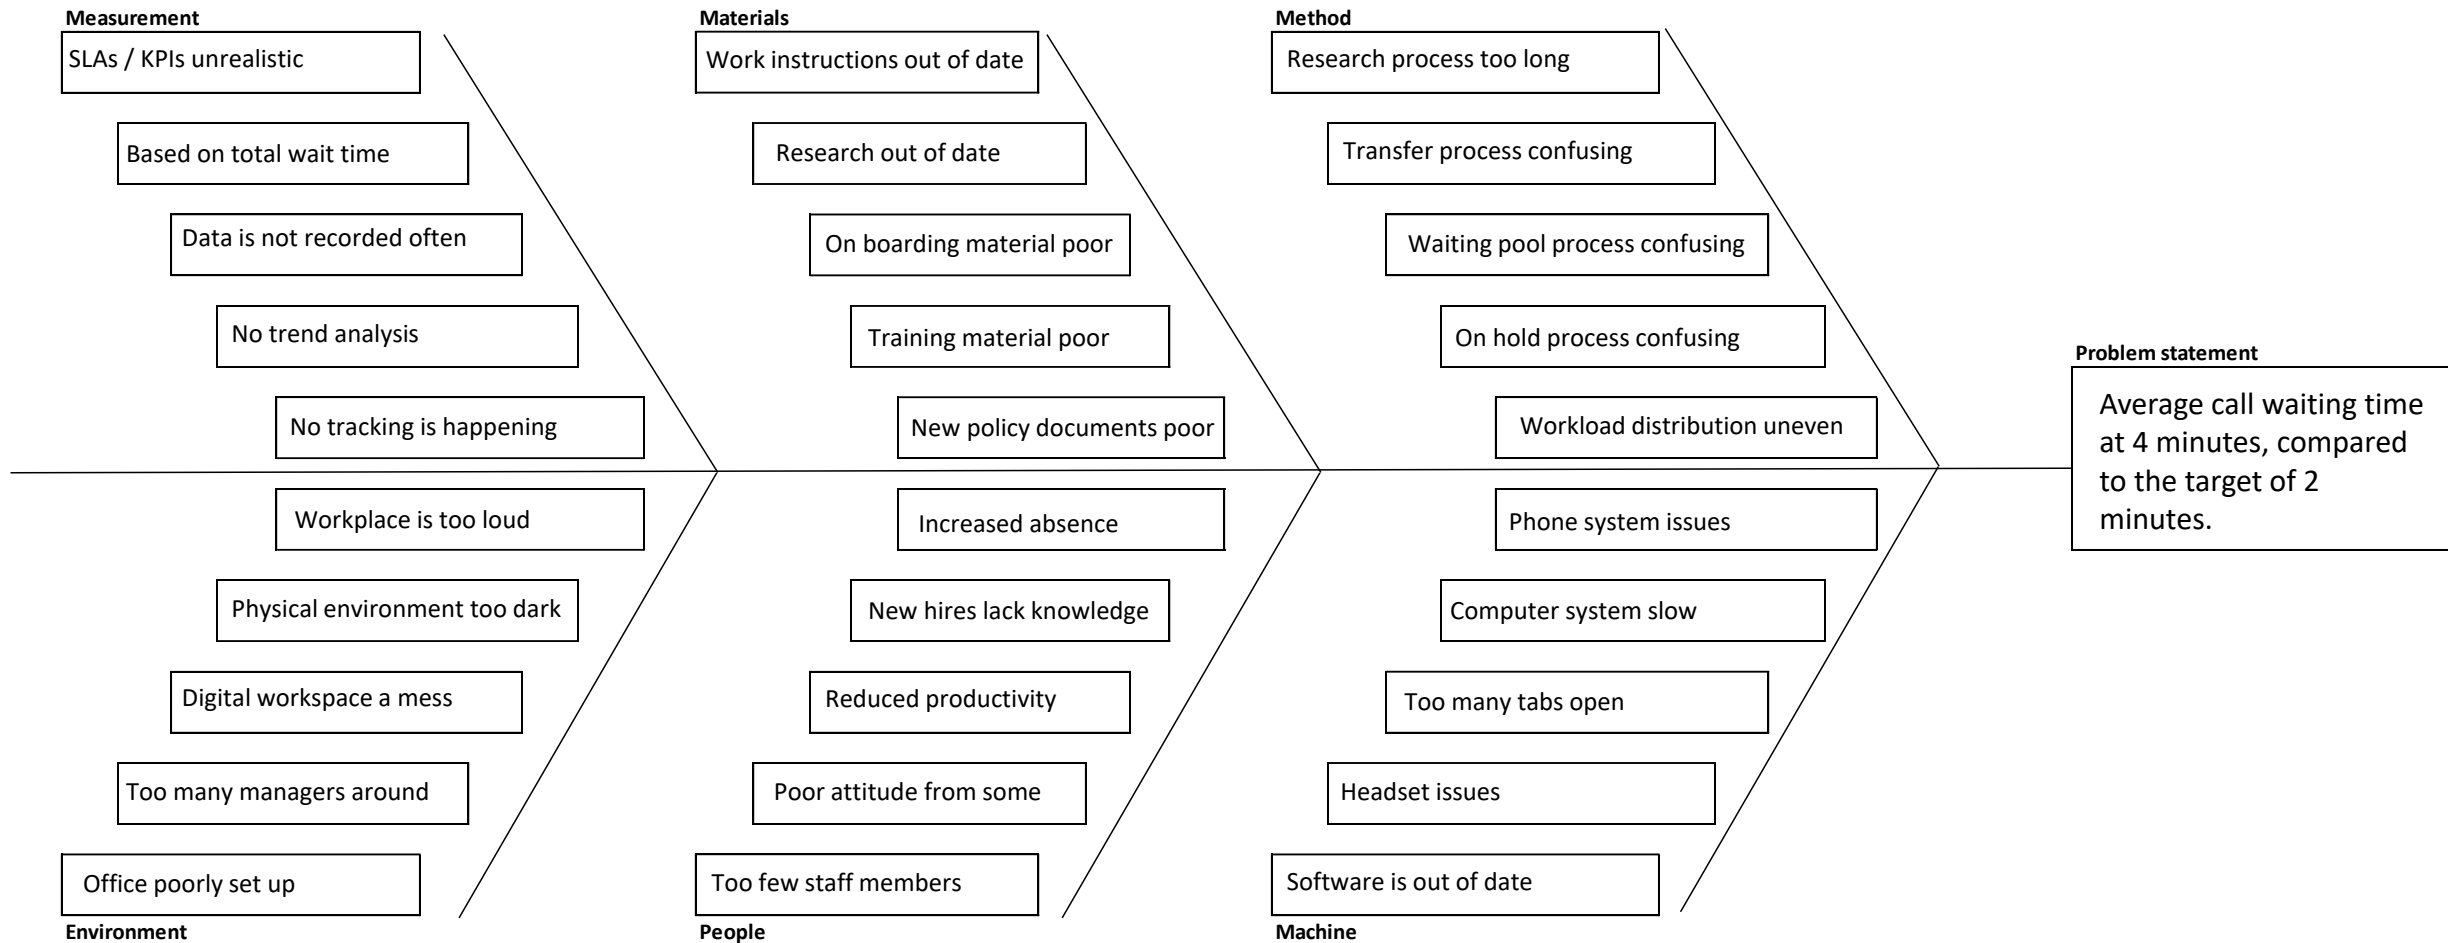 Measurement
SLAs / KPIs unrealistic
Based on total wait time
Data is not recorded often
No trend analysis
No tracking is happening
Materials
Work instructions out of date
Research out of date
On boarding material poor
Training material poor
New policy documents poor
Method
Research process too long
Transfer process confusing
Waiting pool process confusing
On hold process confusing
Workload distribution uneven
Problem statement
Average call waiting time
at 4 minutes, compared
to the target of 2
minutes.
Workplace is too loud
Physical environment too dark
Digital workspace a mess
Too many managers around
Office poorly set up
Environment
Increased absence
New hires lack knowledge
Reduced productivity
Poor attitude from some
Too few staff members
People
Phone system issues
Computer system slow
Too many tabs open
Headset issues
Software is out of date
Machine